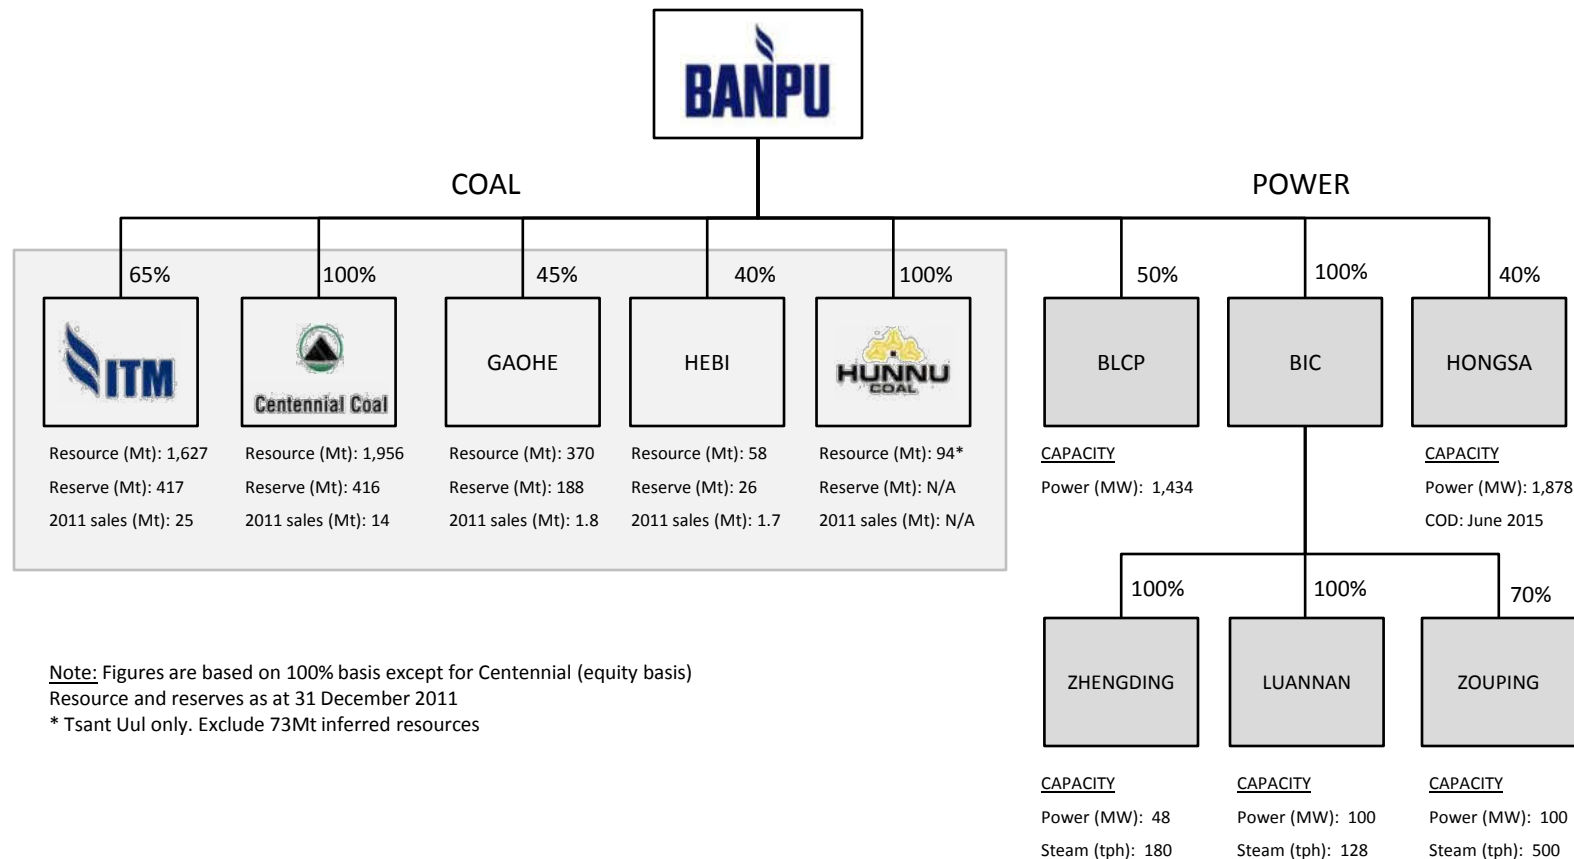 BANPU
COAL
POWER
65%
100%
45%
40%
100%
50%
100%
40%
ITM
Centennial Coal
GAOHE
HEBI
HUNNU
COAL
BLCP
BIC
HONGSA
Resource (Mt): 1,627
Reserve (Mt): 417
2011 sales (Mt): 25
Resource (Mt): 1,956
Reserve (Mt): 416
2011 sales (Mt): 14
Resource (Mt): 370
Reserve (Mt): 188
2011 sales (Mt): 1.8
Resource (Mt): 58
Reserve (Mt): 26
2011 sales (Mt): 1.7
Resource (Mt): 94*
Reserve (Mt): N/A
2011 sales (Mt): N/A
CAPACITY
Power (MW): 1,434
CAPACITY
Power (MW): 1,878
COD: June 2015
100%
100%
70%
ZHENGDING
LUANNAN
ZOUPING
CAPACITY
Power (MW): 48
Steam (tph): 180
CAPACITY
Power (MW): 100
Steam (tph): 128
CAPACITY
Power (MW): 100
Steam (tph): 500
Note: Figures are based on 100% basis except for Centennial (equity basis)
Resource and reserves as at 31 December 2011
* Tsant Uul only. Exclude 73Mt inferred resources